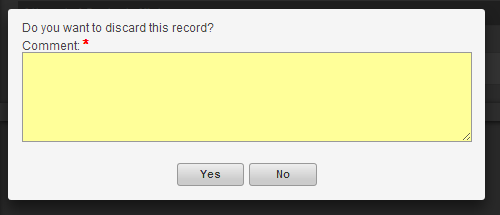 Do you want to discard this record?
Comment: *
Yes No